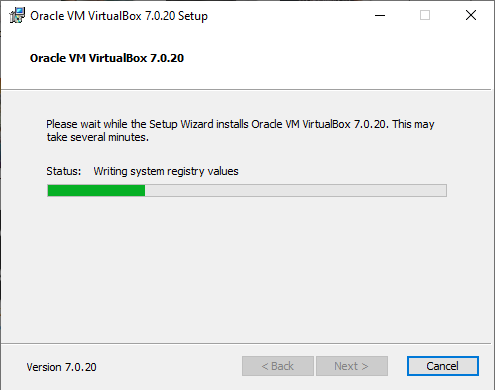 Oracle VM VirtualBox 7.0.20 Setup
Oracle VM VirtualBox 7.0.20
Please wait while the Setup Wizard installs Oracle VM VirtualBox 7.0.20. This may
take several minutes.
Status: Writing system registry values
Version 7.0.20
< Back
Next >
Cancel